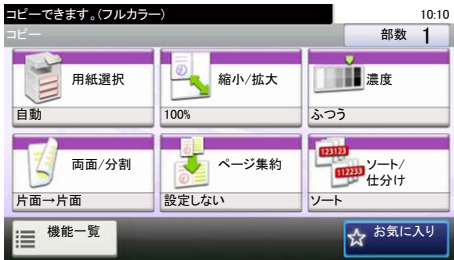 コピーできます。(フルカラー)
10:10
コピー
部数 1
用紙選択
自動
縮小/拡大
100%
濃度
ふつう
両面/分割
片面→片面
ページ集約
設定しない
123123
112233
ソート/
仕分け
ソート
機能一覧
お気に入り